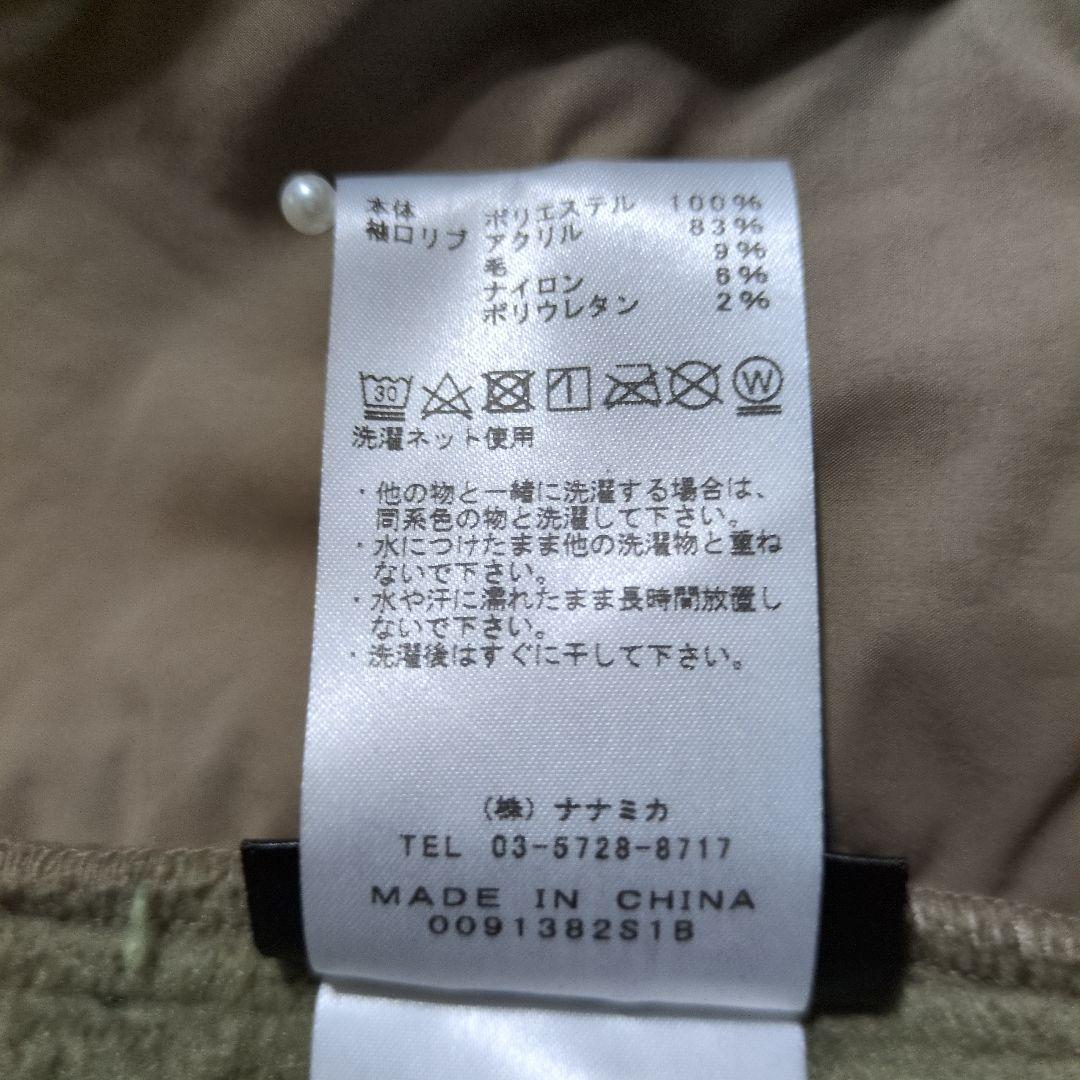 本体 ポリエステル 100%
袖口リブ アクリル 83%
毛 9%
ナイロン 6%
ポリウレタン 2%
30 W
洗濯ネット使用
・他の物と一緒に洗濯する場合は、
同系色の物と洗濯して下さい。
・水につけたまま他の洗濯物と重ね
ないで下さい。
・水や汗に濡れたまま長時間放置し
ないで下さい。
・洗濯後はすぐに干して下さい。
(株) ナナミカ
TEL 03-5728-8717
MADE IN CHINA
0091382S1B